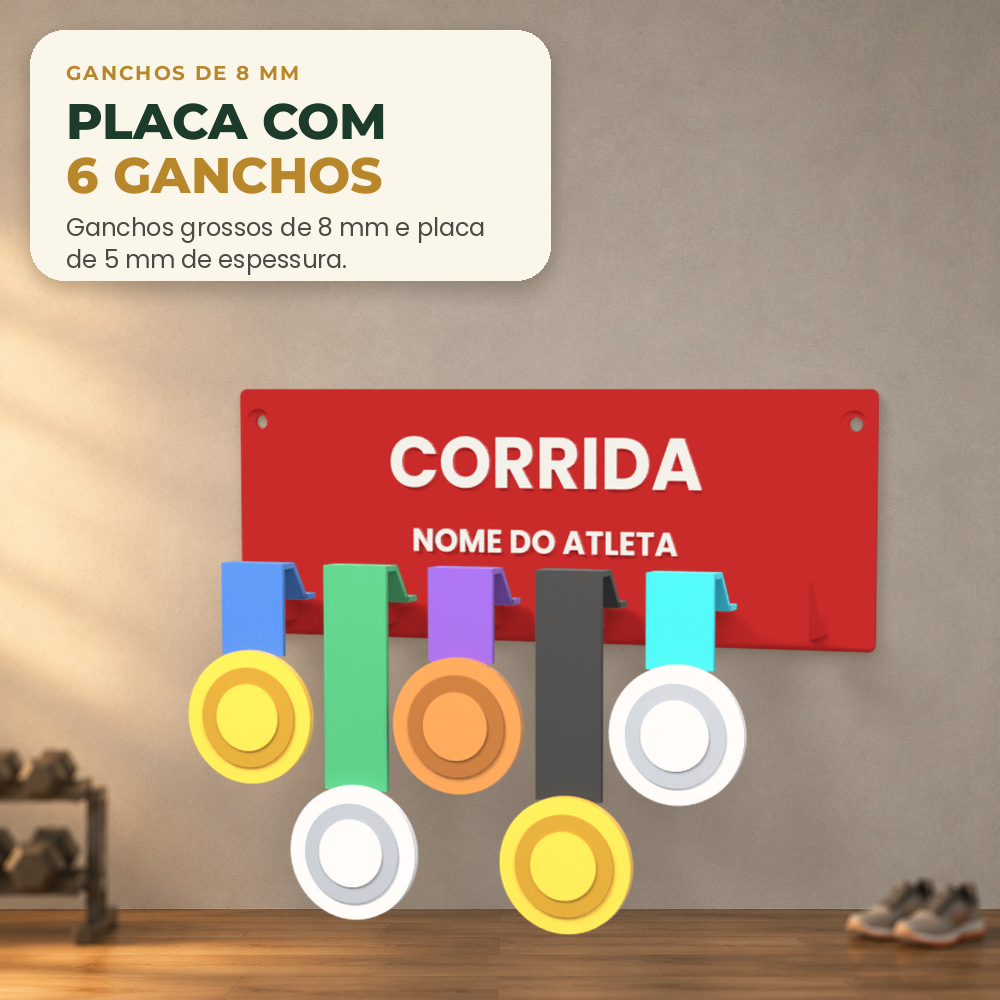 GANCHOS DE 8 MM
PLACA COM
6 GANCHOS
Ganchos grossos de 8 mm e placa
de 5 mm de espessura.
CORRIDA
NOME DO ATLETA